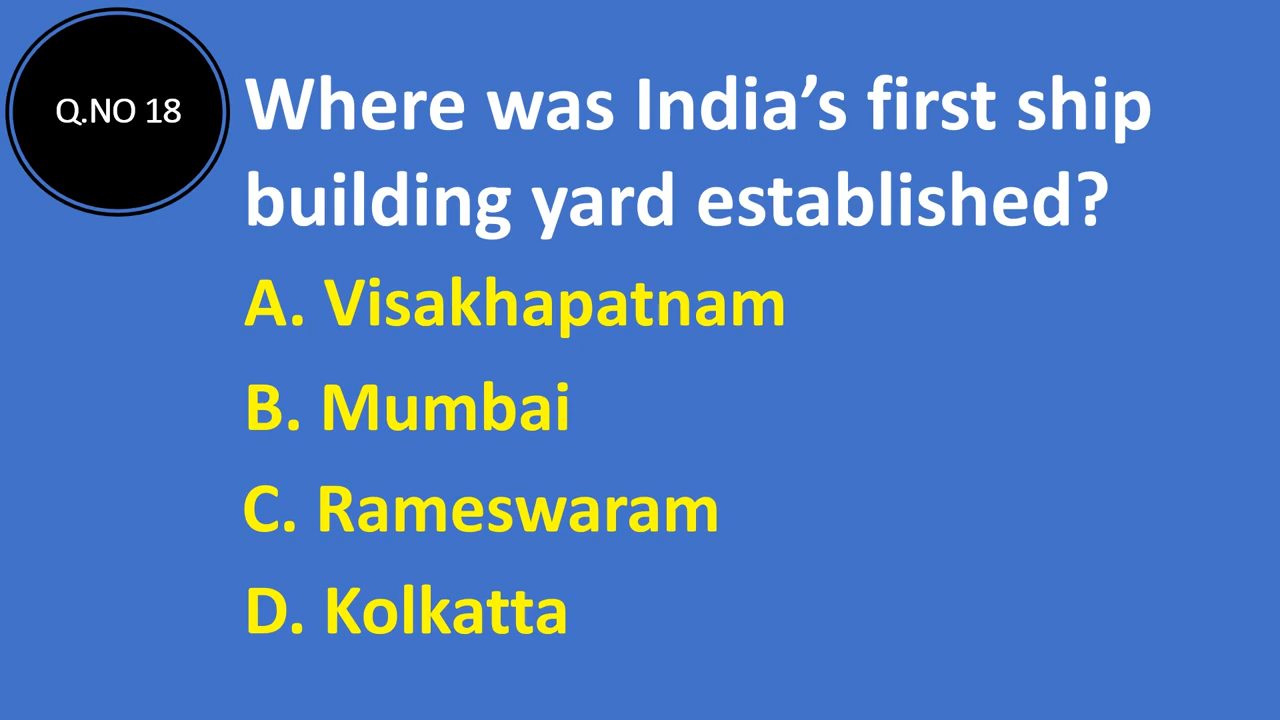 Q.NO 18
Where was India’s first ship
building yard established?
A. Visakhapatnam
B. Mumbai
C. Rameswaram
D. Kolkatta